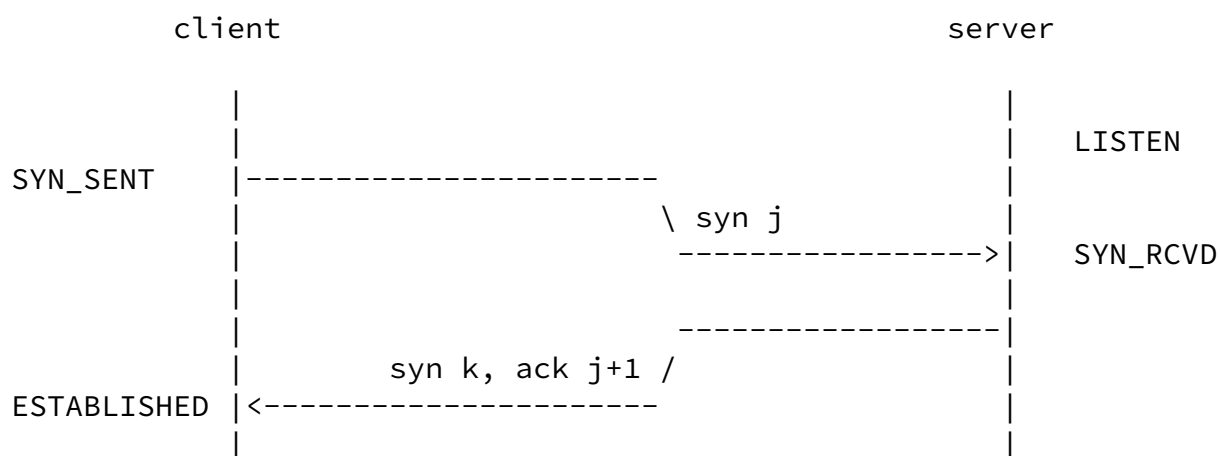 client server
LISTEN
SYN_SENT
\ syn j
SYN_RCVD
syn k, ack j+1 /
ESTABLISHED